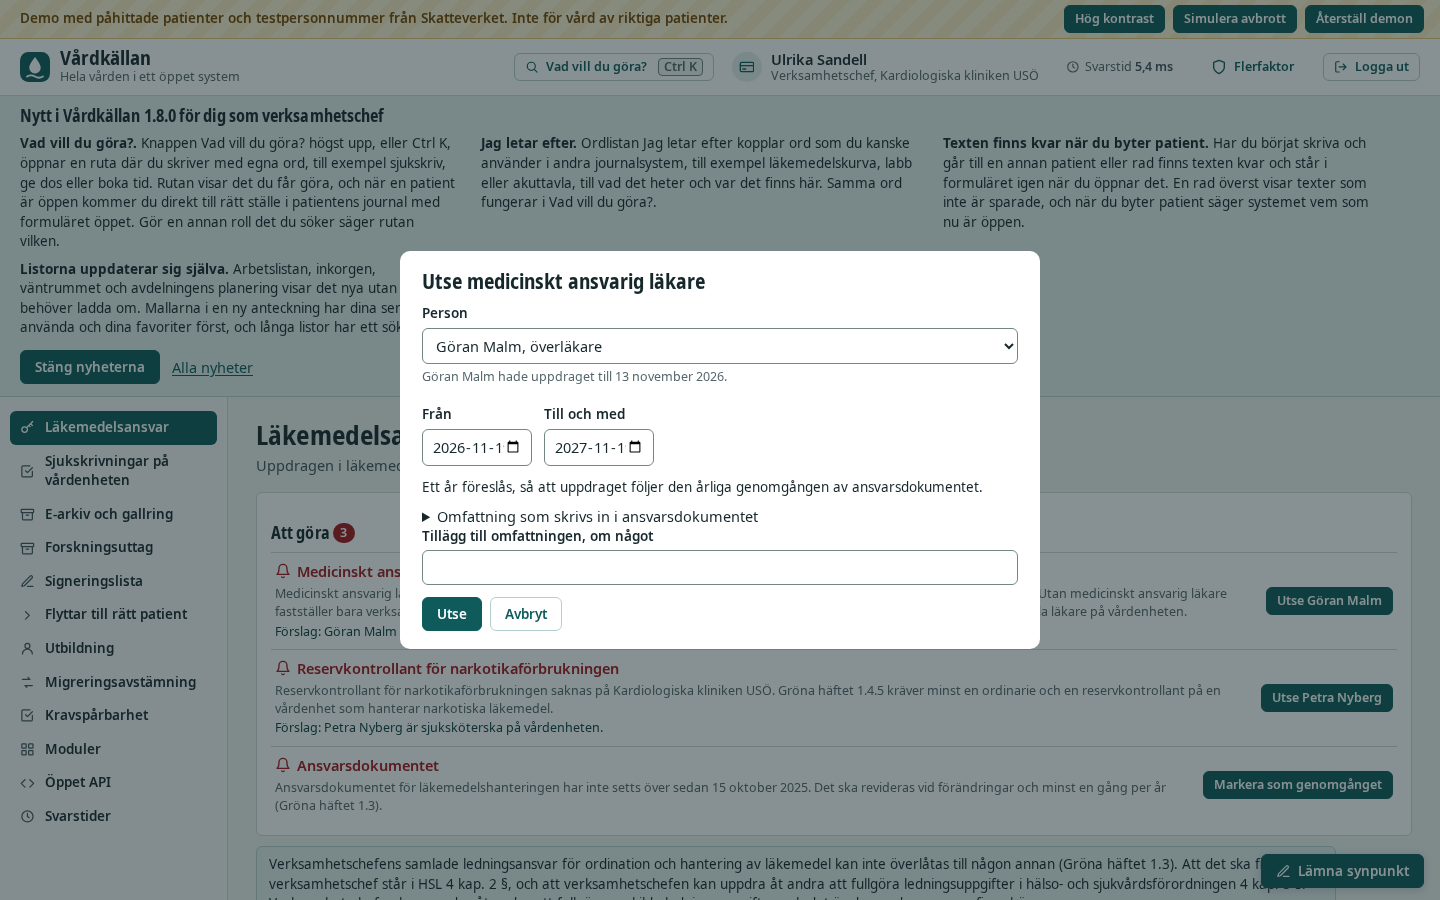 Demo med påhittade patienter och testpersonnummer från Skatteverket. Inte för vård av riktiga patienter.
Hög kontrast
Simulera avbrott
Återställ demon
Vårdkällan
Hela vården i ett öppet system
Vad vill du göra? Ctrl K
Ulrika Sandell
Verksamhetschef, Kardiologiska kliniken USÖ
Svarstid 5,4 ms
Flerfaktor
Logga ut
Nytt i Vårdkällan 1.8.0 för dig som verksamhetschef
Vad vill du göra?. Knappen Vad vill du göra? högst upp, eller Ctrl K,
öppnar en ruta där du skriver med egna ord, till exempel sjukskriv,
ge dos eller boka tid. Rutan visar det du får göra, och när en patient
är öppen kommer du direkt till rätt ställe i patientens journal med
formuläret öppet. Gör en annan roll det du söker säger rutan
vilken.
Jag letar efter. Ordlistan Jag letar efter kopplar ord som du kanske
använder i andra journalsystem, till exempel läkemedelskurva, labb
eller akuttavla, till vad det heter och var det finns här. Samma ord
fungerar i Vad vill du göra?.
Texten finns kvar när du byter patient. Har du börjat skriva och
går till en annan patient eller rad finns texten kvar och står i
formuläret igen när du öppnar det. En rad överst visar texter som
inte är sparade, och när du byter patient säger systemet vem som
nu är öppen.
Listorna uppdaterar sig själva. Arbetslistan, inkorgen,
väntrummet och avdelningens planering visar det nya utan
behöver ladda om. Mallarna i en ny anteckning har dina
använda och dina favoriter först, och långa listor har ett
Stäng nyheterna
Alla nyheter
Läkemedelsansvar
Sjukskrivningar på
vårdenheten
E-arkiv och gallring
Forskningsuttag
Signeringslista
Flyttar till rätt patient
Utbildning
Migreringsavstämning
Kravspårbarhet
Moduler
Öppet API
Svarstider
Utse medicinskt ansvarig läkare
Person
Göran Malm, överläkare
Göran Malm hade uppdraget till 13 november 2026.
Från
Till och med
2026-11-1
2027-11-1
Ett år föreslås, så att uppdraget följer den årliga genomgången av ansvarsdokumentet.
Omfattning som skrivs in i ansvarsdokumentet
Tillägg till omfattningen, om något
Utse
Avbryt
Uppdragen i
Att göra 3
Medicinskt
Medicinskt ansvarig
Utan medicinskt ansvarig läkare
fastställer bara
läkare på vårdenheten.
Förslag: Göran Malm
Utse Göran Malm
Reservkontrollant för narkotikaförbrukningen
Reservkontrollant för narkotikaförbrukningen saknas på Kardiologiska kliniken USÖ. Gröna häftet 1.4.5 kräver minst en ordinarie och en reservkontrollant på en
vårdenhet som hanterar narkotiska läkemedel.
Förslag: Petra Nyberg är sjuksköterska på vårdenheten.
Utse Petra Nyberg
Ansvarsdokumentet
Ansvarsdokumentet för läkemedelshanteringen har inte setts över sedan 15 oktober 2025. Det ska revideras vid förändringar och minst en gång per år
(Gröna häftet 1.3).
Markera som genomgånget
Verksamhetschefens samlade ledningsansvar för ordination och hantering av läkemedel kan inte överlåtas till någon annan (Gröna häftet 1.3). Att det ska
verksamhetschef står i HSL 4 kap. 2 §, och att verksamhetschefen kan uppdra åt andra att fullgöra ledningsuppgifter i hälso- och sjukvårdsförordningen 4
Lämna synpunkt